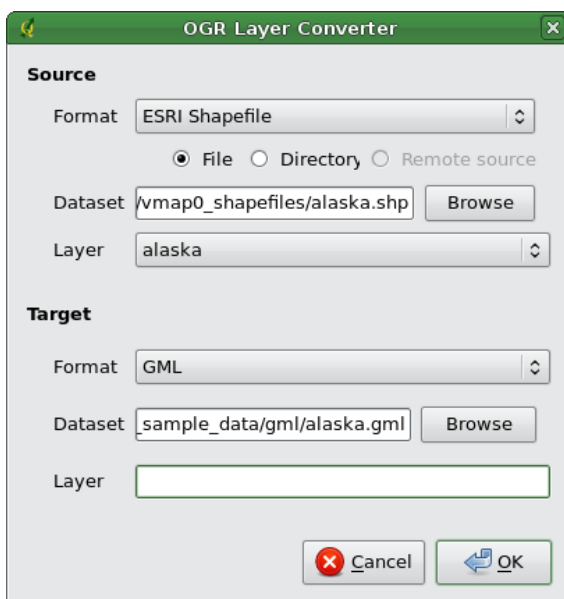 OGR Layer Converter
Source
Format ESRI Shapefile
File Directory Remote source
Dataset /vmap0_shapefiles/alaska.shp Browse
Layer alaska
Target
Format GML
Dataset _sample_data/gml/alaska.gml Browse
Layer
Cancel OK